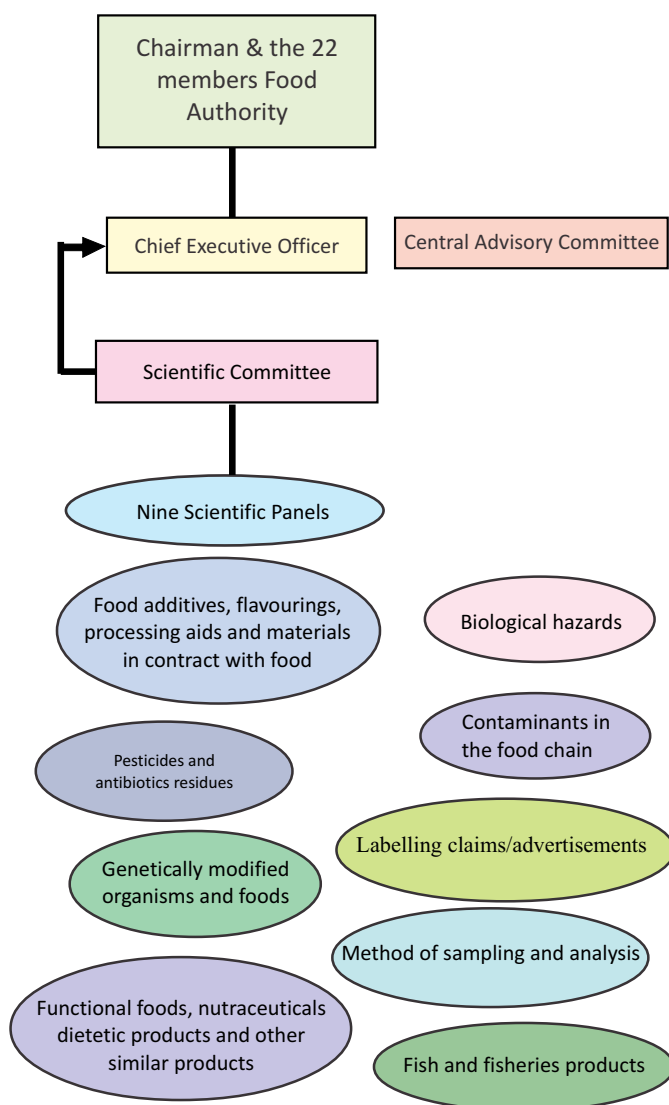 Chairman & the 22
members Food
Authority
Chief Executive Officer
Central Advisory Committee
Scientific Committee
Nine Scientific Panels
Food additives, flavourings,
processing aids and materials
in contract with food
Biological hazards
Contaminants in
the food chain
Pesticides and
antibiotics residues
Labelling claims/advertisements
Genetically modified
organisms and foods
Method of sampling and analysis
Functional foods, nutraceuticals
dietetic products and other
similar products
Fish and fisheries products